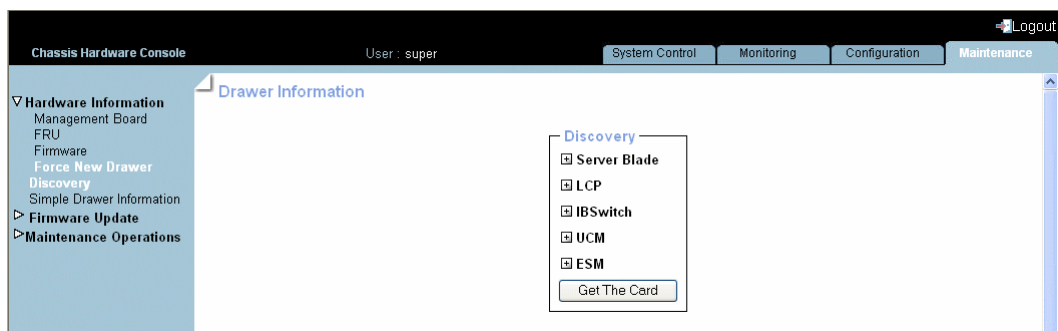 Logout
Chassis Hardware Console
User : super
System Control
Monitoring
Configuration
Maintenance
Hardware Information
Management Board
FRU
Firmware
Force New Drawer
Discovery
Simple Drawer Information
Firmware Update
Maintenance Operations
Drawer Information
Discovery
Server Blade
LCP
IBSwitch
UCM
ESM
Get The Card